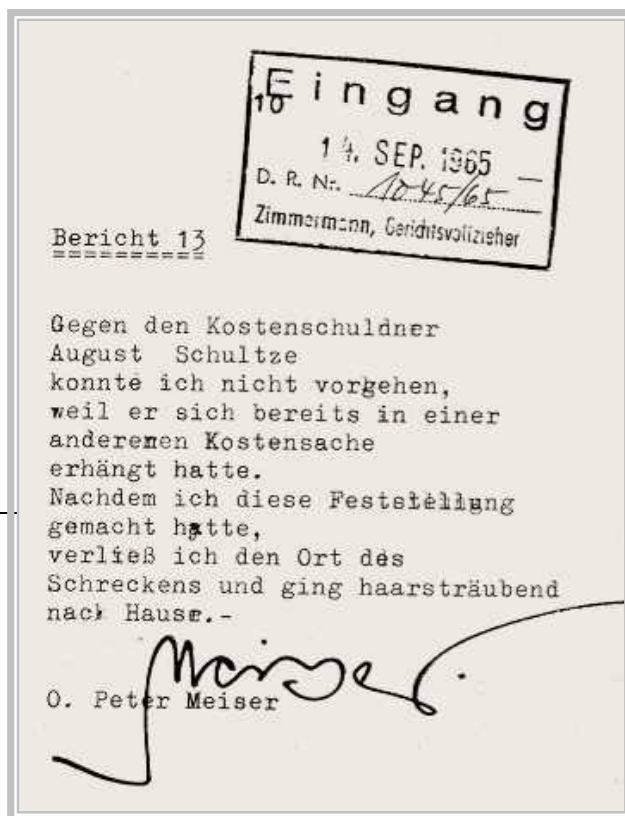 Eingang
10
14. SEP. 1965
D. R. Nr. 1045/65
Zimmermann, Gerichtsvollzieher
Bericht 13
Gegen den Kostenschuldner
August Schultze
konnte ich nicht vorgehen,
weil er sich bereits in einer
anderemen Kostensache
erhängt hatte.
Nachdem ich diese Feststellung
gemacht hatte,
verließ ich den Ort des
Schreckens und ging haarsträubend
nach Hause.-
Meiser.
O. Peter Meiser